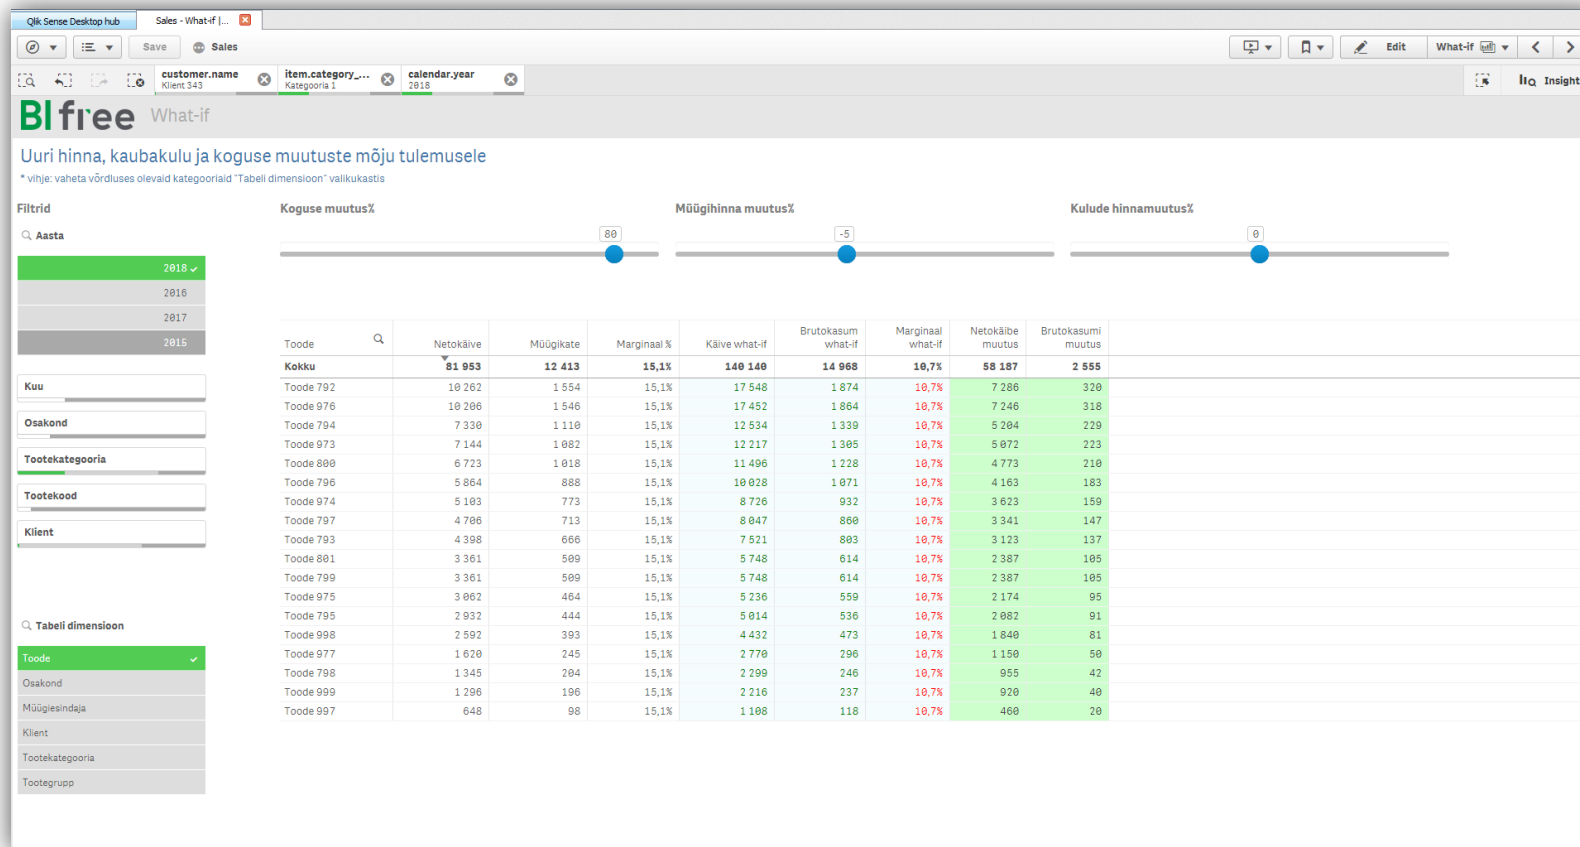 Qlik Sense Desktop hub
Sales - What-if |...
Save
Sales
Edit
What-if
customer.name
Klient 343
item.category_...
Kategooria 1
calendar.year
2018
Insight
BI free What-if
Uuri hinna, kaubakulu ja koguse muutuste mõju tulemusele
* vihje: vaheta võrdluses olevaid kategooriaid "Tabeli dimensioon" valikukastis
Filtrid
Aasta
2018
2016
2017
2015
Kuu
Osakond
Tootekategooria
Tootekood
Klient
Tabeli dimensioon
Toode
Osakond
Müügiesindaja
Klient
Tootekategooria
Tootegrupp
Koguse muutus%
80
Müügihinna muutus%
-5
Kulude hinnamuutus%
0
Toode Netokäive Müügikate Marginaal % Käive what-if Brutokasum what-if Marginaal what-if Netokäibe muutus Brutokasumi muutus
Kokku 81 953 12 413 15,1% 140 140 14 968 10,7% 58 187 2 555
Toode 792 10 262 1 554 15,1% 17 548 1 874 10,7% 7 286 320
Toode 976 10 206 1 546 15,1% 17 452 1 864 10,7% 7 246 318
Toode 794 7 330 1 110 15,1% 12 534 1 339 10,7% 5 204 229
Toode 973 7 144 1 082 15,1% 12 217 1 305 10,7% 5 072 223
Toode 800 6 723 1 018 15,1% 11 496 1 228 10,7% 4 773 210
Toode 796 5 864 888 15,1% 10 028 1 071 10,7% 4 163 183
Toode 974 5 103 773 15,1% 8 726 932 10,7% 3 623 159
Toode 797 4 706 713 15,1% 8 047 860 10,7% 3 341 147
Toode 793 4 398 666 15,1% 7 521 803 10,7% 3 123 137
Toode 801 3 361 509 15,1% 5 748 614 10,7% 2 387 105
Toode 799 3 361 509 15,1% 5 748 614 10,7% 2 387 105
Toode 975 3 062 464 15,1% 5 236 559 10,7% 2 174 95
Toode 795 2 932 444 15,1% 5 014 536 10,7% 2 082 91
Toode 998 2 592 393 15,1% 4 432 473 10,7% 1 840 81
Toode 977 1 620 245 15,1% 2 770 296 10,7% 1 150 50
Toode 798 1 345 204 15,1% 2 299 246 10,7% 955 42
Toode 999 1 296 196 15,1% 2 216 237 10,7% 920 40
Toode 997 648 98 15,1% 1 108 118 10,7% 460 20